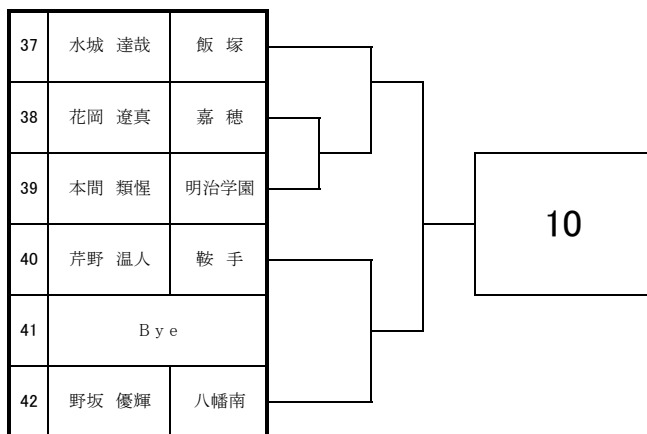 37 水城 達哉 飯 塚
38 花岡 遼真 嘉 穂
39 本間 類惺 明治学園
40 芹野 温人 鞍 手
41 Bye
42 野坂 優輝 八幡南
10